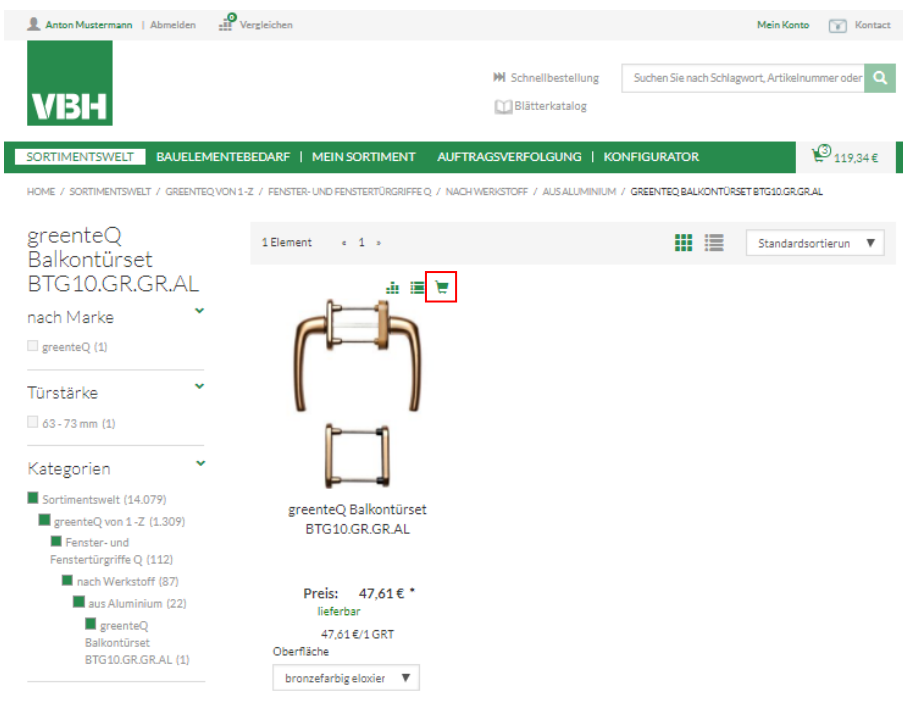 Anton Mustermann | Abmelden 0 Vergleichen Mein Konto Kontact
VBH
Schnellbestellung Suchen Sie nach Schlagwort, Artikelnummer oder
Blätterkatalog
SORTIMENTSWELT BAUELEMENTEBEDARF | MEIN SORTIMENT AUFTRAGSVERFOLGUNG | KONFIGURATOR 3 119,34 €
HOME / SORTIMENTSWELT / GREENTEQ VON 1-Z / FENSTER- UND FENSTERTÜRGRIFFE Q / NACH WERKSTOFF / AUS ALUMINIUM / GREENTEQ BALKONTÜRSET BTG10.GR.GR.AL
greenteQ
Balkontürset
BTG10.GR.GR.AL
1 Element « 1 » Standardsortierun ▼
nach Marke
greenteQ (1)
Türstärke
63 - 73 mm (1)
Kategorien
Sortimentswelt (14.079)
greenteQ von 1 -Z (1.309)
Fenster- und
Fenstertürgriffe Q (112)
nach Werkstoff (87)
aus Aluminium (22)
greenteQ
Balkontürset
BTG10.GR.GR.AL (1)
greenteQ Balkontürset
BTG10.GR.GR.AL
Preis: 47,61 € *
lieferbar
47,61 €/1 GRT
Oberfläche
bronzefarbig eloxier ▼